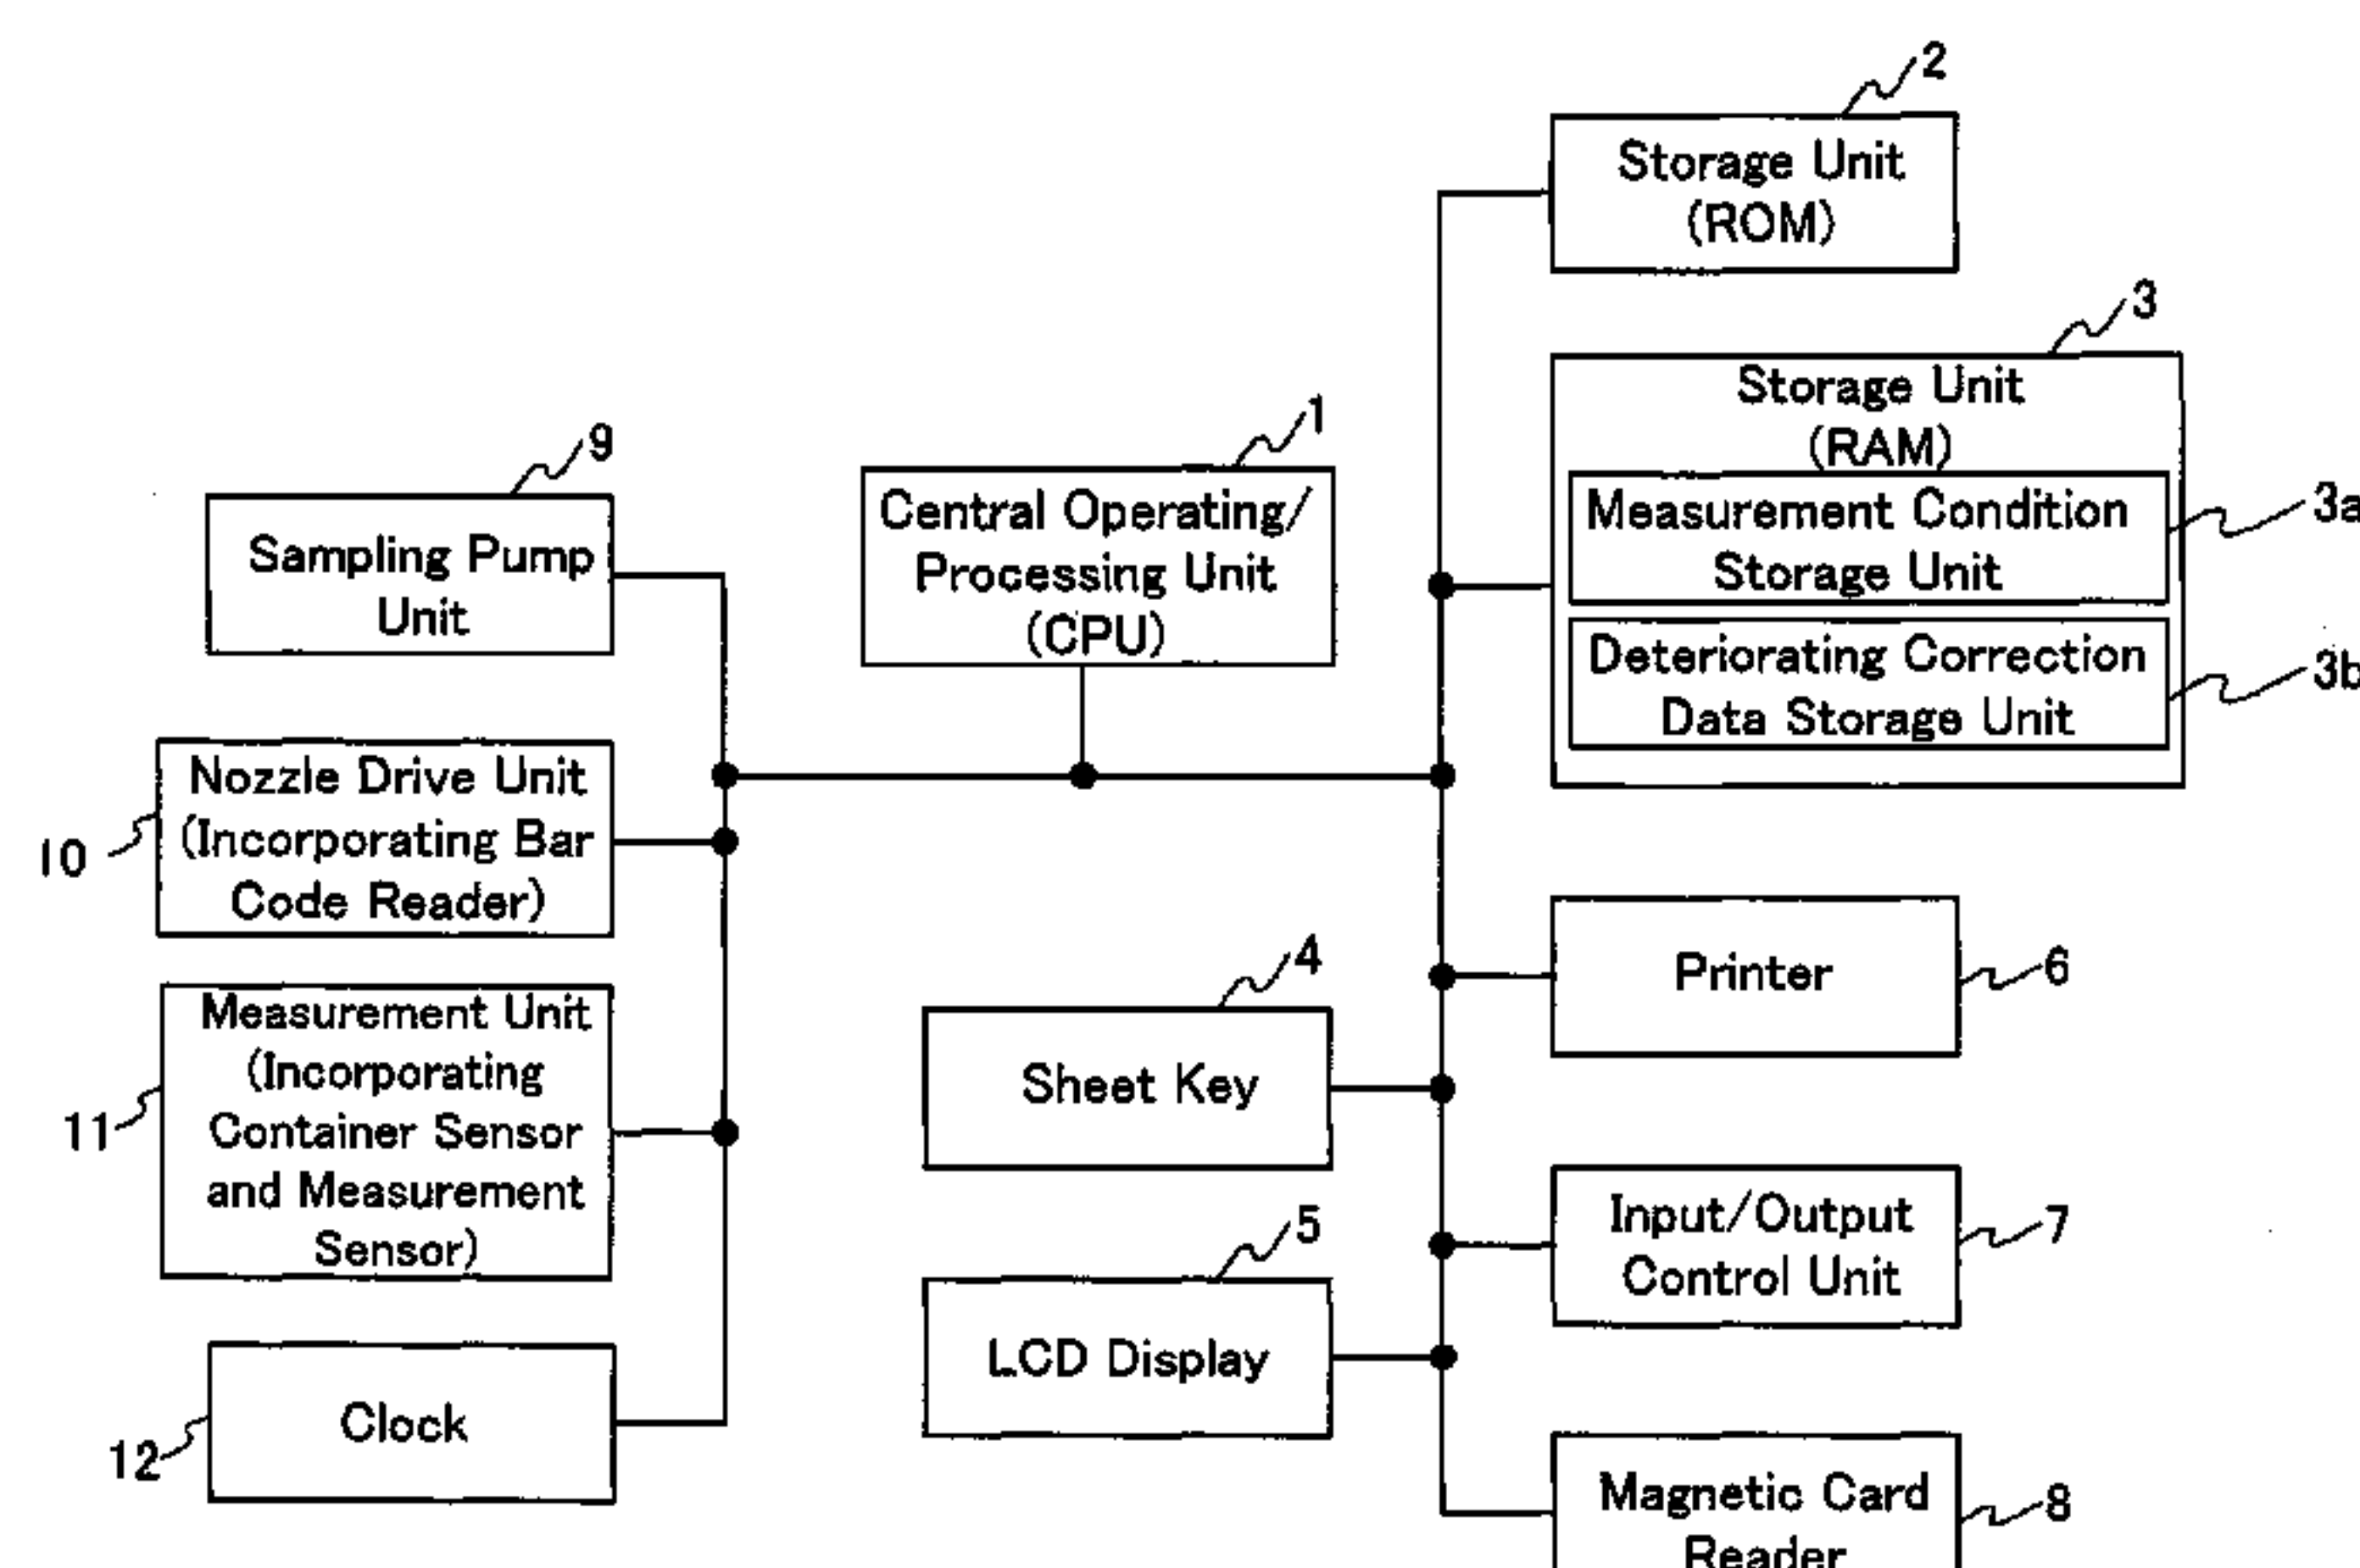 2
Storage Unit
(ROM)
3
Storage Unit
(RAM)
Measurement Condition
Storage Unit
3a
Deteriorating Correction
Data Storage Unit
3b
1
Central Operating/
Processing Unit
(CPU)
9
Sampling Pump
Unit
10
Nozzle Drive Unit
(Incorporating Bar
Code Reader)
11
Measurement Unit
(Incorporating
Container Sensor
and Measurement
Sensor)
12
Clock
4
Sheet Key
5
LCD Display
Printer
6
Input/Output
Control Unit
7
Magnetic Card
Reader
8